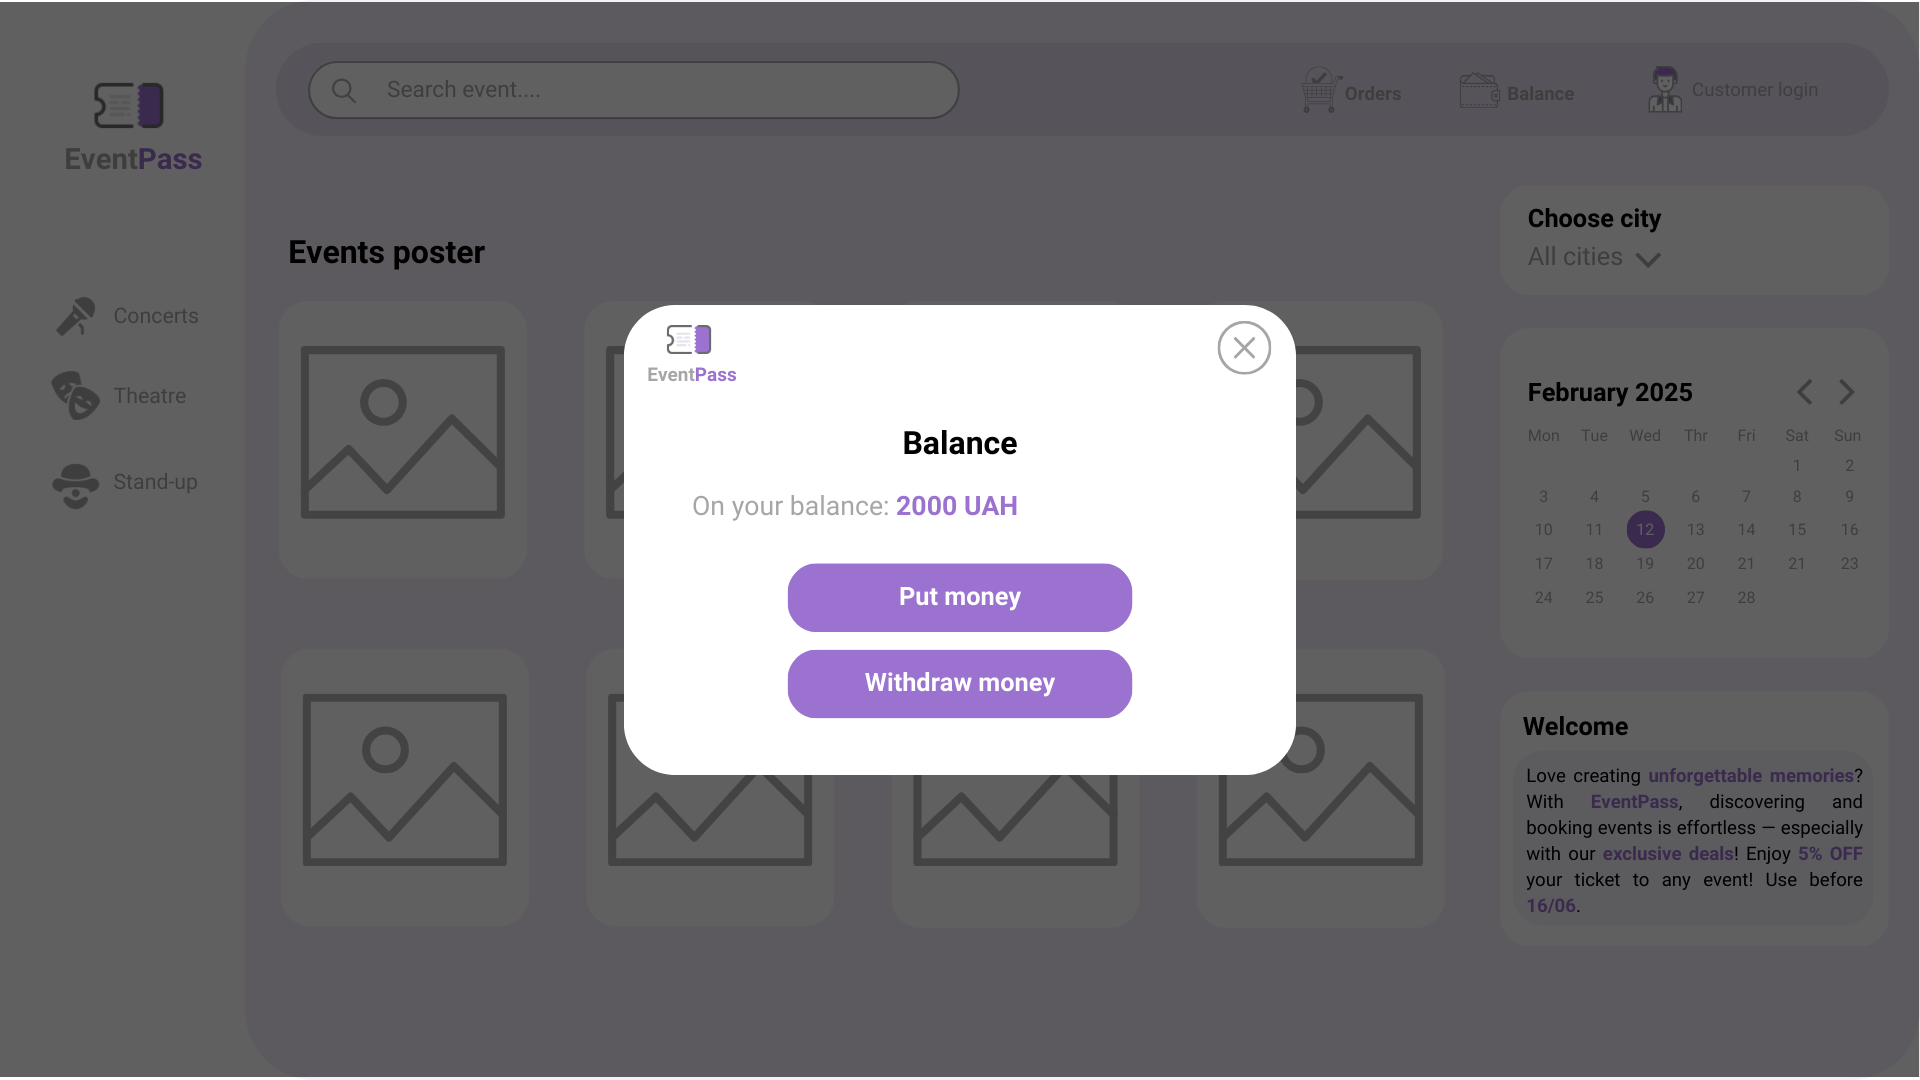 Search event....
Orders
Balance
Customer login
EventPass
Concerts
Theatre
Stand-up
Events poster
EventPass
Balance
On your balance: 2000 UAH
Put money
Withdraw money
Choose city
All cities
February 2025
Mon Tue Wed Thr Fri Sat Sun
1 2
3 4 5 6 7 8 9
10 11 12 13 14 15 16
17 18 19 20 21 21 23
24 25 26 27 28
Welcome
Love creating unforgettable memories?
With EventPass, discovering and
booking events is effortless — especially
with our exclusive deals! Enjoy 5% OFF
your ticket to any event! Use before
16/06.